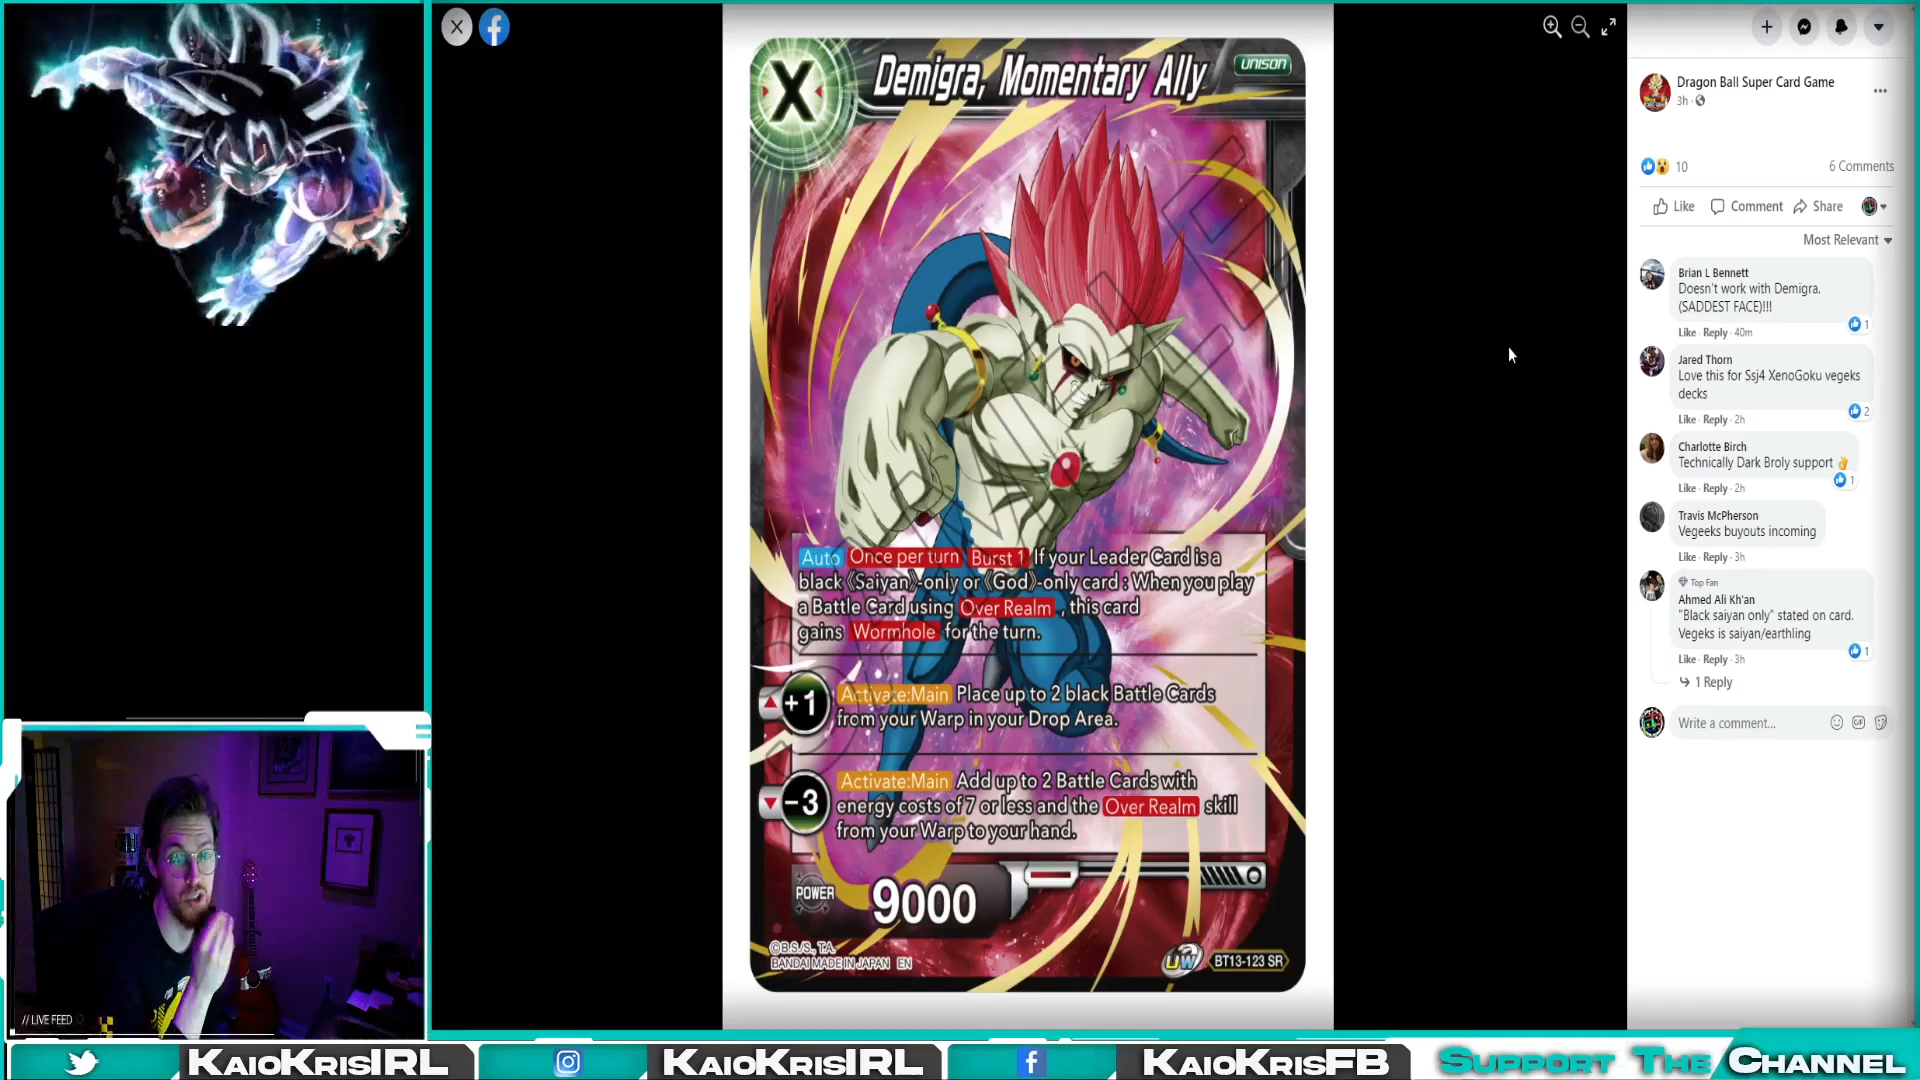 X
Demigra, Momentary Ally
UNISON
Auto Once per turn Burst 1 If your Leader Card is a
black《Saiyan》-only or《God》-only card : When you play
a Battle Card using Over Realm , this card
gains Wormhole for the turn.
+1 Activate:Main Place up to 2 black Battle Cards
from your Warp in your Drop Area.
-3 Activate:Main Add up to 2 Battle Cards with
energy costs of 7 or less and the Over Realm skill
from your Warp to your hand.
POWER 9000
©B.S./S., T.A.
BANDAI MADE IN JAPAN EN
UW BT13-123 SR
Dragon Ball Super Card Game
3h ·
10
6 Comments
Like Comment Share
Most Relevant
Brian L Bennett
Doesn't work with Demigra.
(SADDEST FACE)!!!
1
Like · Reply · 40m
Jared Thorn
Love this for Ssj4 XenoGoku vegeks
decks
2
Like · Reply · 2h
Charlotte Birch
Technically Dark Broly support 👌
1
Like · Reply · 2h
Travis McPherson
Vegeeks buyouts incoming
Like · Reply · 3h
Top Fan
Ahmed Ali Kh'an
"Black saiyan only" stated on card.
Vegeks is saiyan/earthling
1
Like · Reply · 3h
1 Reply
Write a comment...
GIF
// LIVE FEED
KaioKrisIRL
KaioKrisIRL
KaioKrisFB
Support The Channel